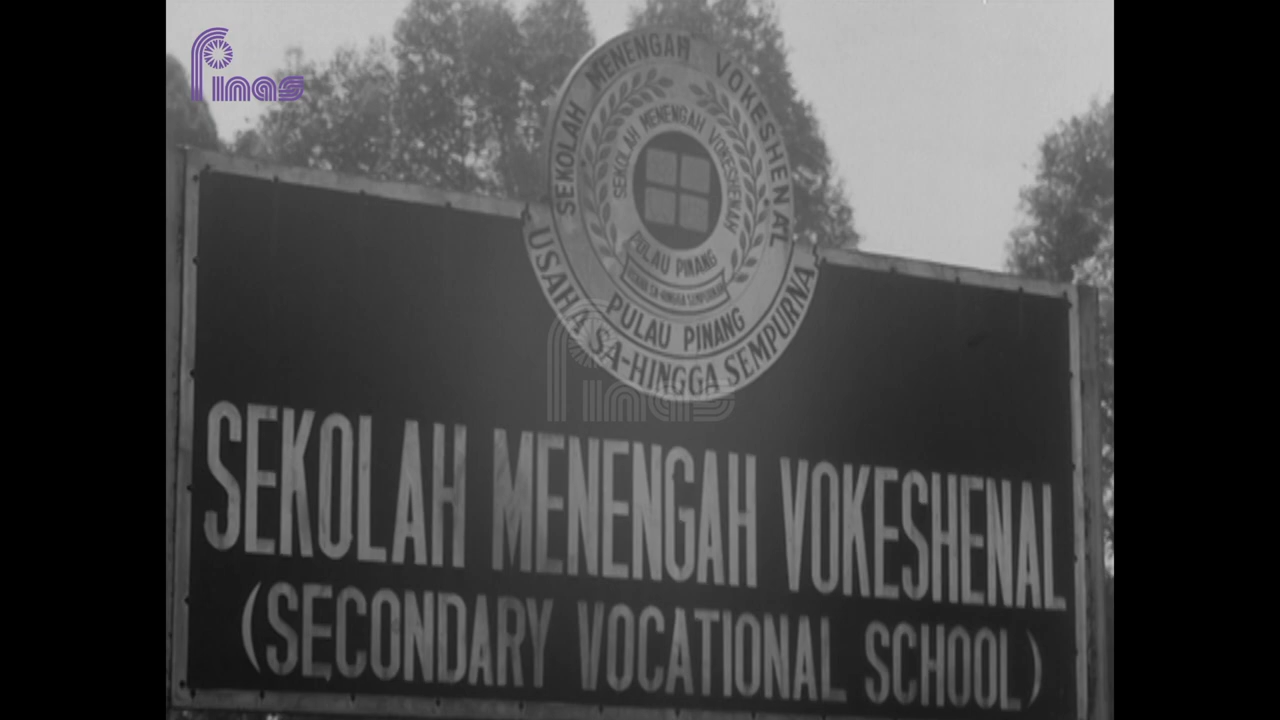 Finas
SEKOLAH MENENGAH VOKESHENAL
SEKOLAH MENENGAH VOKESHENAL
PULAU PINANG
USAHA SA-HINGGA SEMPURNA
PULAU PINANG
USAHA SA-HINGGA SEMPURNA
Finas
SEKOLAH MENENGAH VOKESHENAL
(SECONDARY VOCATIONAL SCHOOL)